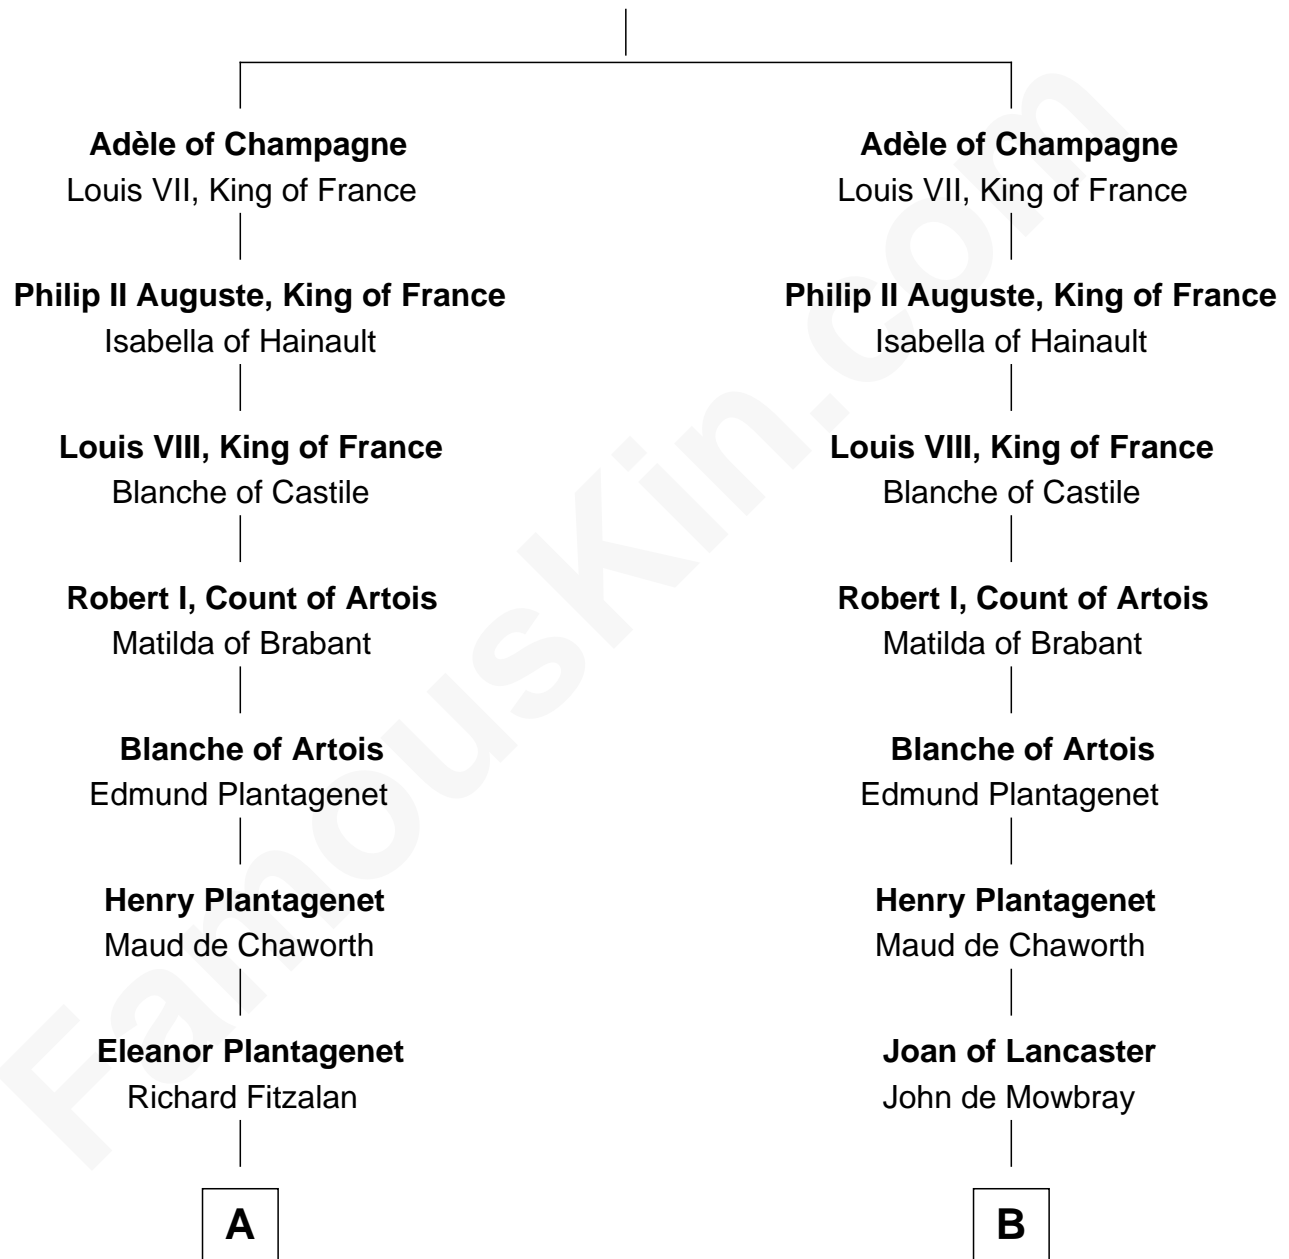 Adèle of Champagne
Louis VII, King of France
Philip II Auguste, King of France
Isabella of Hainault
Louis VIII, King of France
Blanche of Castile
Robert I, Count of Artois
Matilda of Brabant
Blanche of Artois
Edmund Plantagenet
Henry Plantagenet
Maud de Chaworth
Eleanor Plantagenet
Richard Fitzalan
A
Adèle of Champagne
Louis VII, King of France
Philip II Auguste, King of France
Isabella of Hainault
Louis VIII, King of France
Blanche of Castile
Robert I, Count of Artois
Matilda of Brabant
Blanche of Artois
Edmund Plantagenet
Henry Plantagenet
Maud de Chaworth
Joan of Lancaster
John de Mowbray
B
FamousKin.com